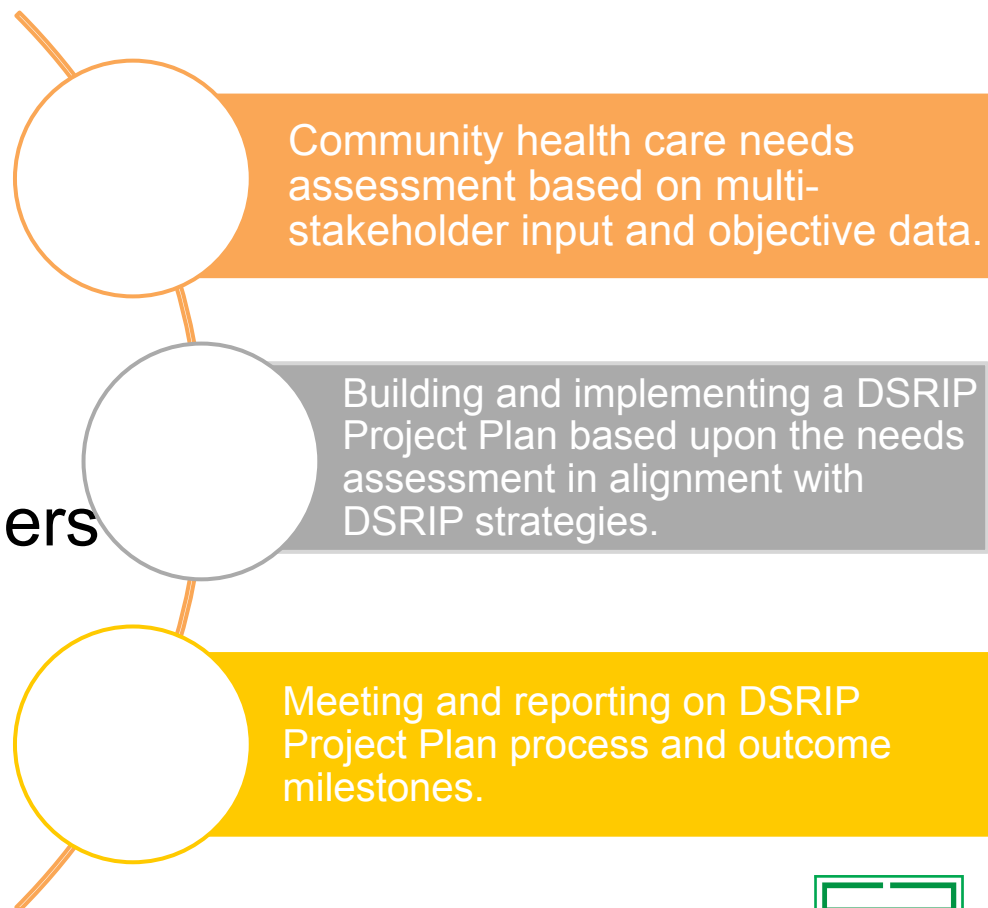 Community health care needs
assessment based on multi-
stakeholder input and objective data.
Building and implementing a DSRIP
Project Plan based upon the needs
assessment in alignment with
DSRIP strategies.
ers
Meeting and reporting on DSRIP
Project Plan process and outcome
milestones.